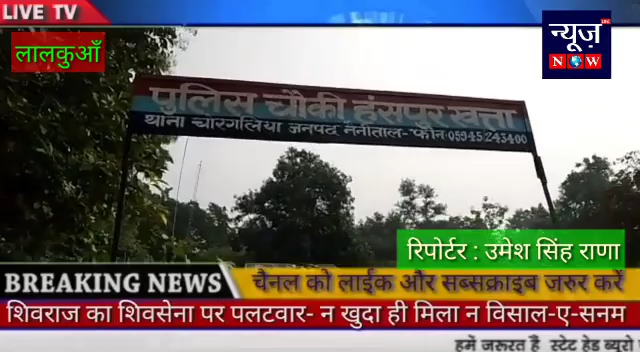 LIVE TV
लालकुआँ
न्यूज़
LIVE
NOW
पुलिस चौकी हंसपुर खत्ता
थाना चोरगलिया जनपद नैनीताल-फोन-05945 243400
रिपोर्टर : उमेश सिंह राणा
BREAKING NEWS
चैनल को लाईक और सब्सक्राइब जरुर करें
शिवराज का शिवसेना पर पलटवार- न खुदा ही मिला न विसाल-ए-सनम
हमें जरूरत है स्टेट हेड ब्यूरो